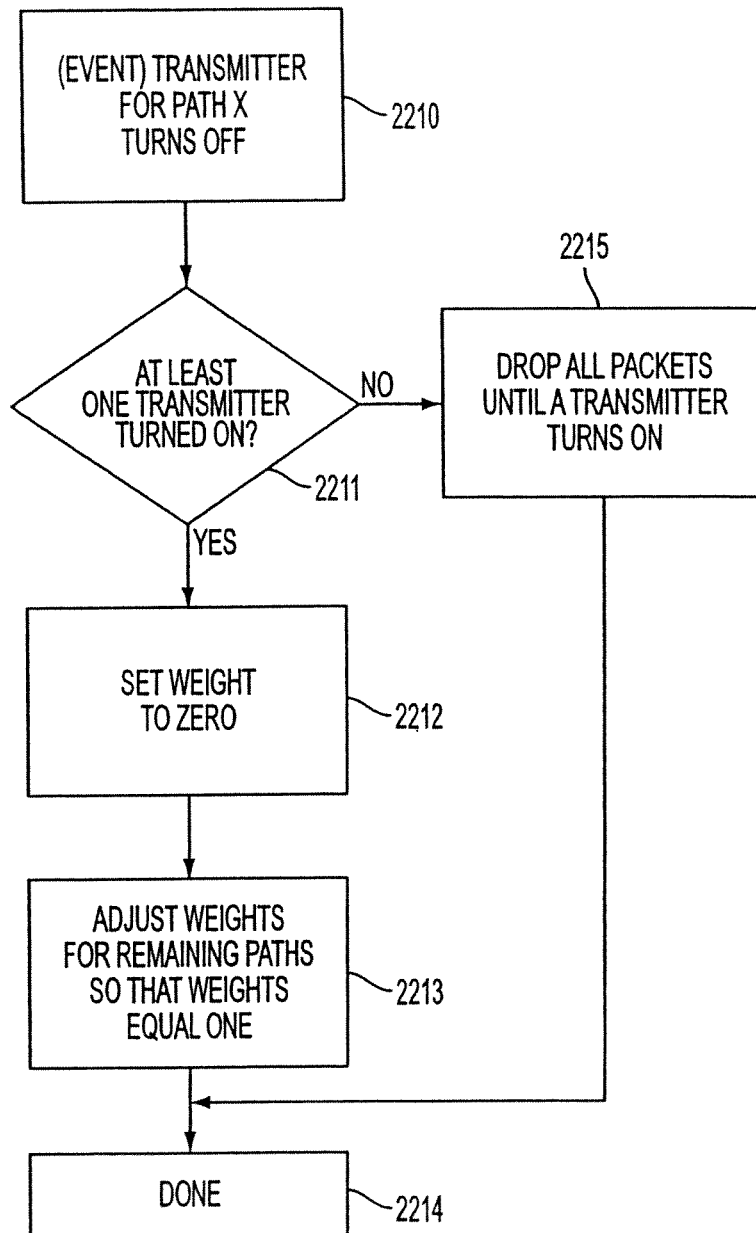 (EVENT) TRANSMITTER
FOR PATH X
TURNS OFF
2210
AT LEAST
ONE TRANSMITTER
TURNED ON?
2211
NO
YES
2215
DROP ALL PACKETS
UNTIL A TRANSMITTER
TURNS ON
SET WEIGHT
TO ZERO
2212
ADJUST WEIGHTS
FOR REMAINING PATHS
SO THAT WEIGHTS
EQUAL ONE
2213
DONE
2214